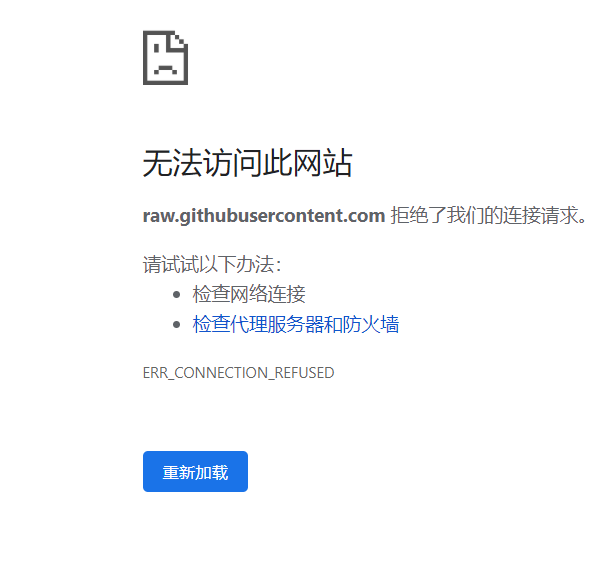 无法访问此网站
raw.githubusercontent.com 拒绝了我们的连接请求。
请试试以下办法：
检查网络连接
检查代理服务器和防火墙
ERR_CONNECTION_REFUSED
重新加载